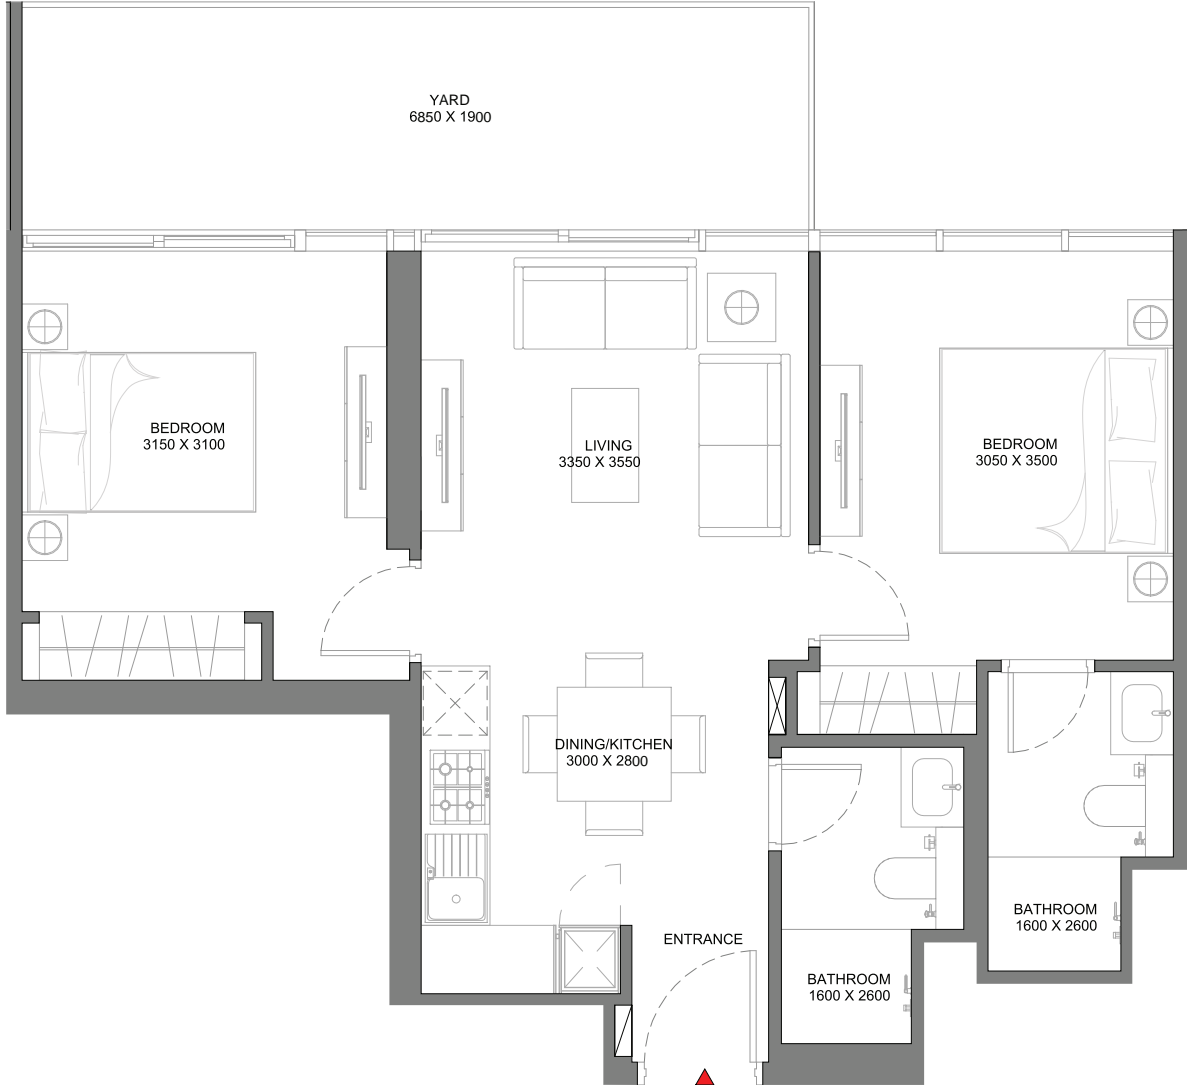 YARD
6850 X 1900
BEDROOM
3150 X 3100
LIVING
3350 X 3550
BEDROOM
3050 X 3500
DINING/KITCHEN
3000 X 2800
ENTRANCE
BATHROOM
1600 X 2600
BATHROOM
1600 X 2600